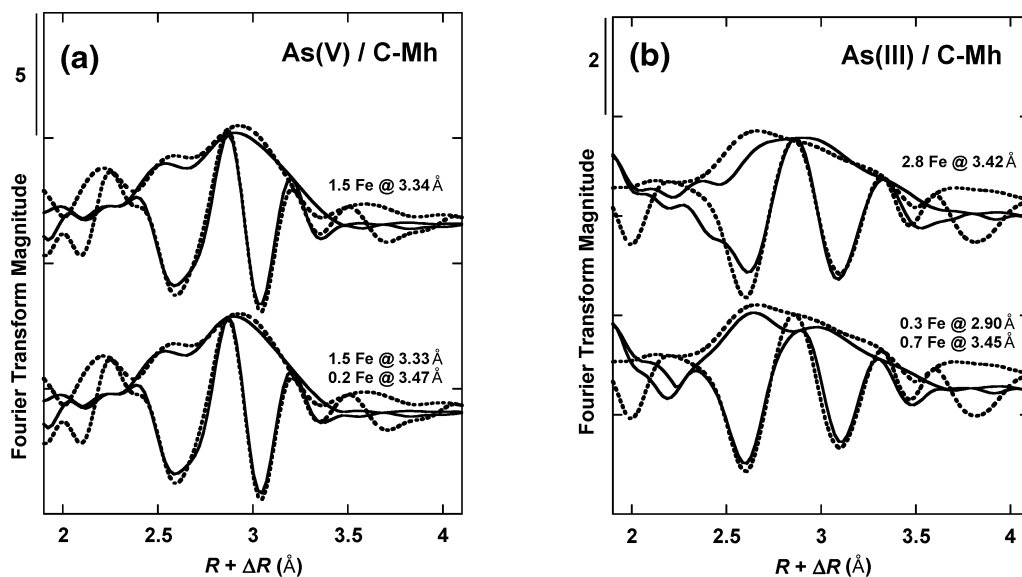 (a)
As(V) / C-Mh
5
1.5 Fe @ 3.34 Å
1.5 Fe @ 3.33 Å
0.2 Fe @ 3.47 Å
Fourier Transform Magnitude
2
2.5
3
3.5
4
R + ΔR (Å)
(b)
As(III) / C-Mh
2
2.8 Fe @ 3.42 Å
0.3 Fe @ 2.90 Å
0.7 Fe @ 3.45 Å
Fourier Transform Magnitude
2
2.5
3
3.5
4
R + ΔR (Å)